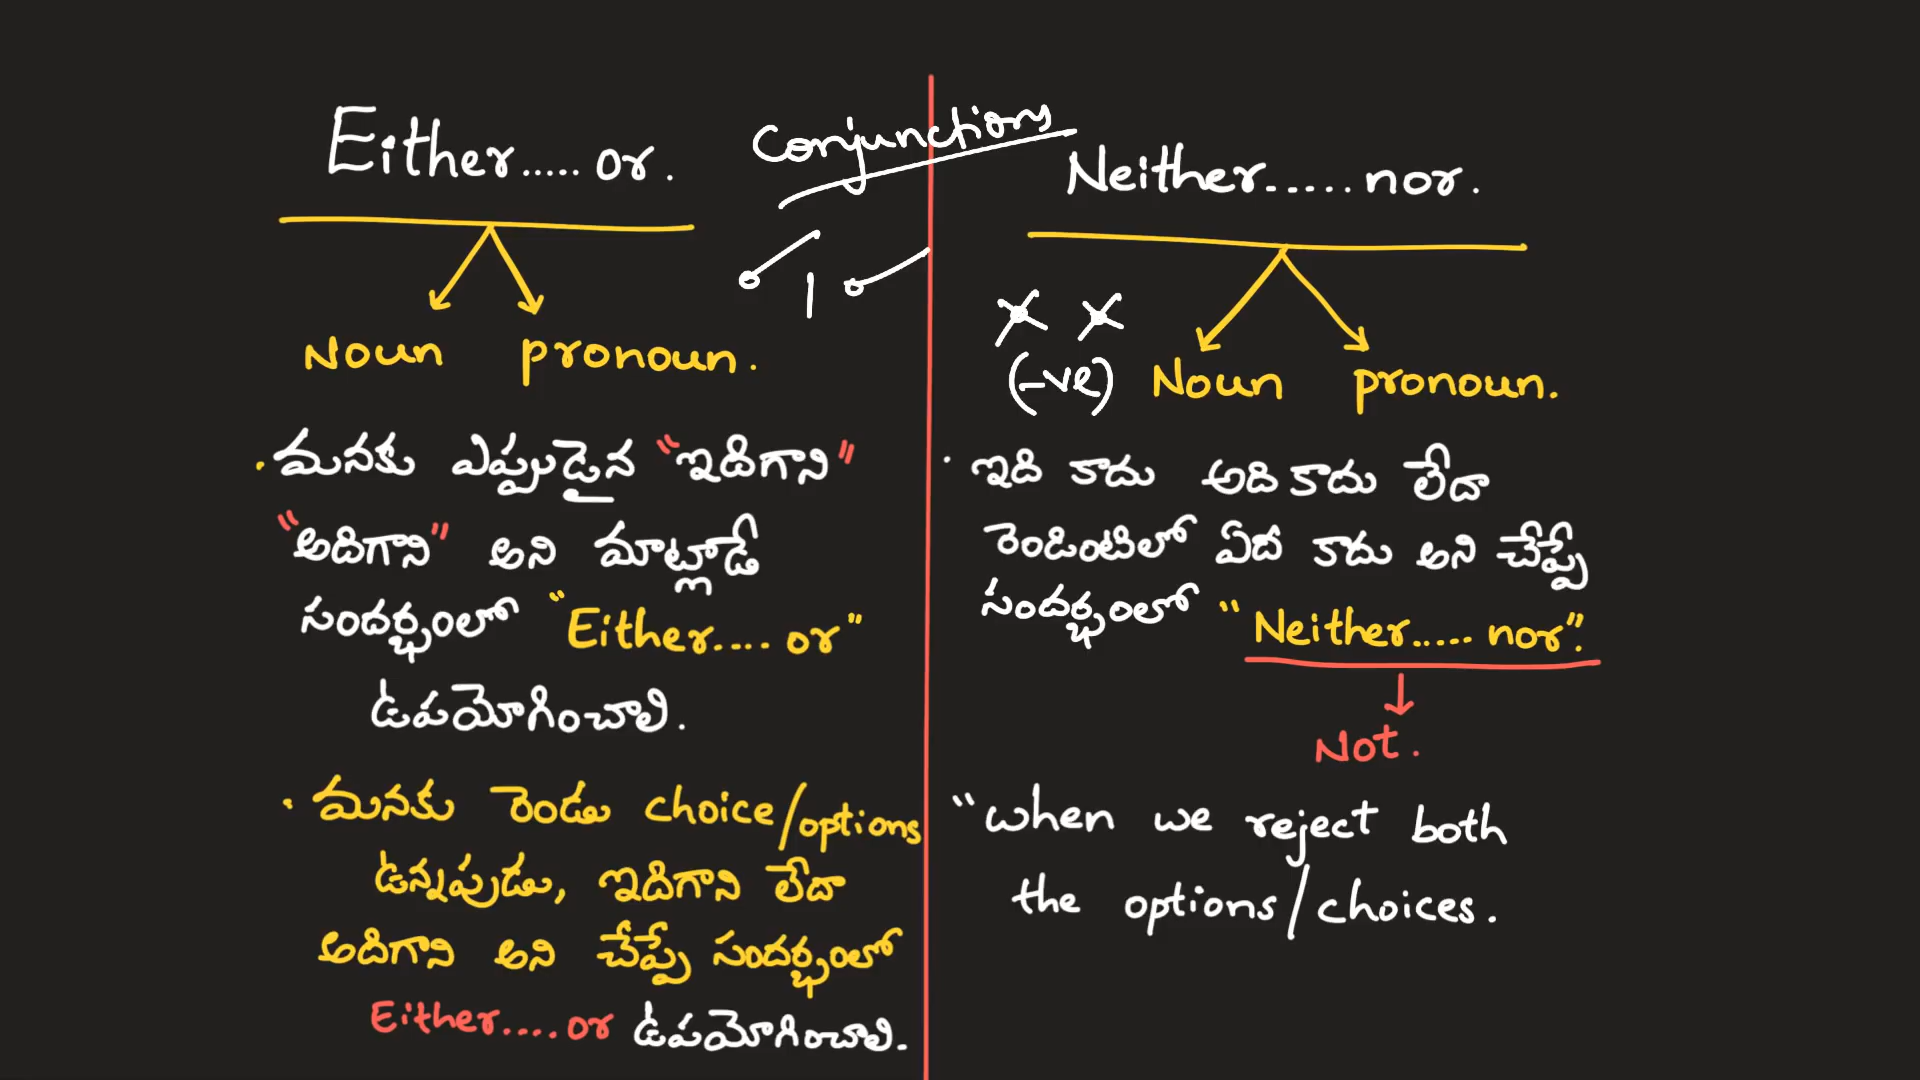 Conjunctions
Either..... or.
Noun pronoun.
• మనకు ఎప్పుడైన "ఇదిగాని"
"అదిగాని" అని మాట్లాడే
సందర్భంలో "Either.... or"
ఉపయోగించాలి.
• మనకు రెండు choice/options
ఉన్నపుడు, ఇదిగాని లేదా
అదిగాని అని చేప్పే సందర్భంలో
Either.... or ఉపయోగించాలి.
Neither..... nor.
(-ve)
Noun pronoun.
• ఇది కాదు అదికాదు లేదా
రెండింటిలో ఏదీ కాదు అని చేప్పే
సందర్భంలో "Neither..... nor".
Not.
"when we reject both
the options/choices.